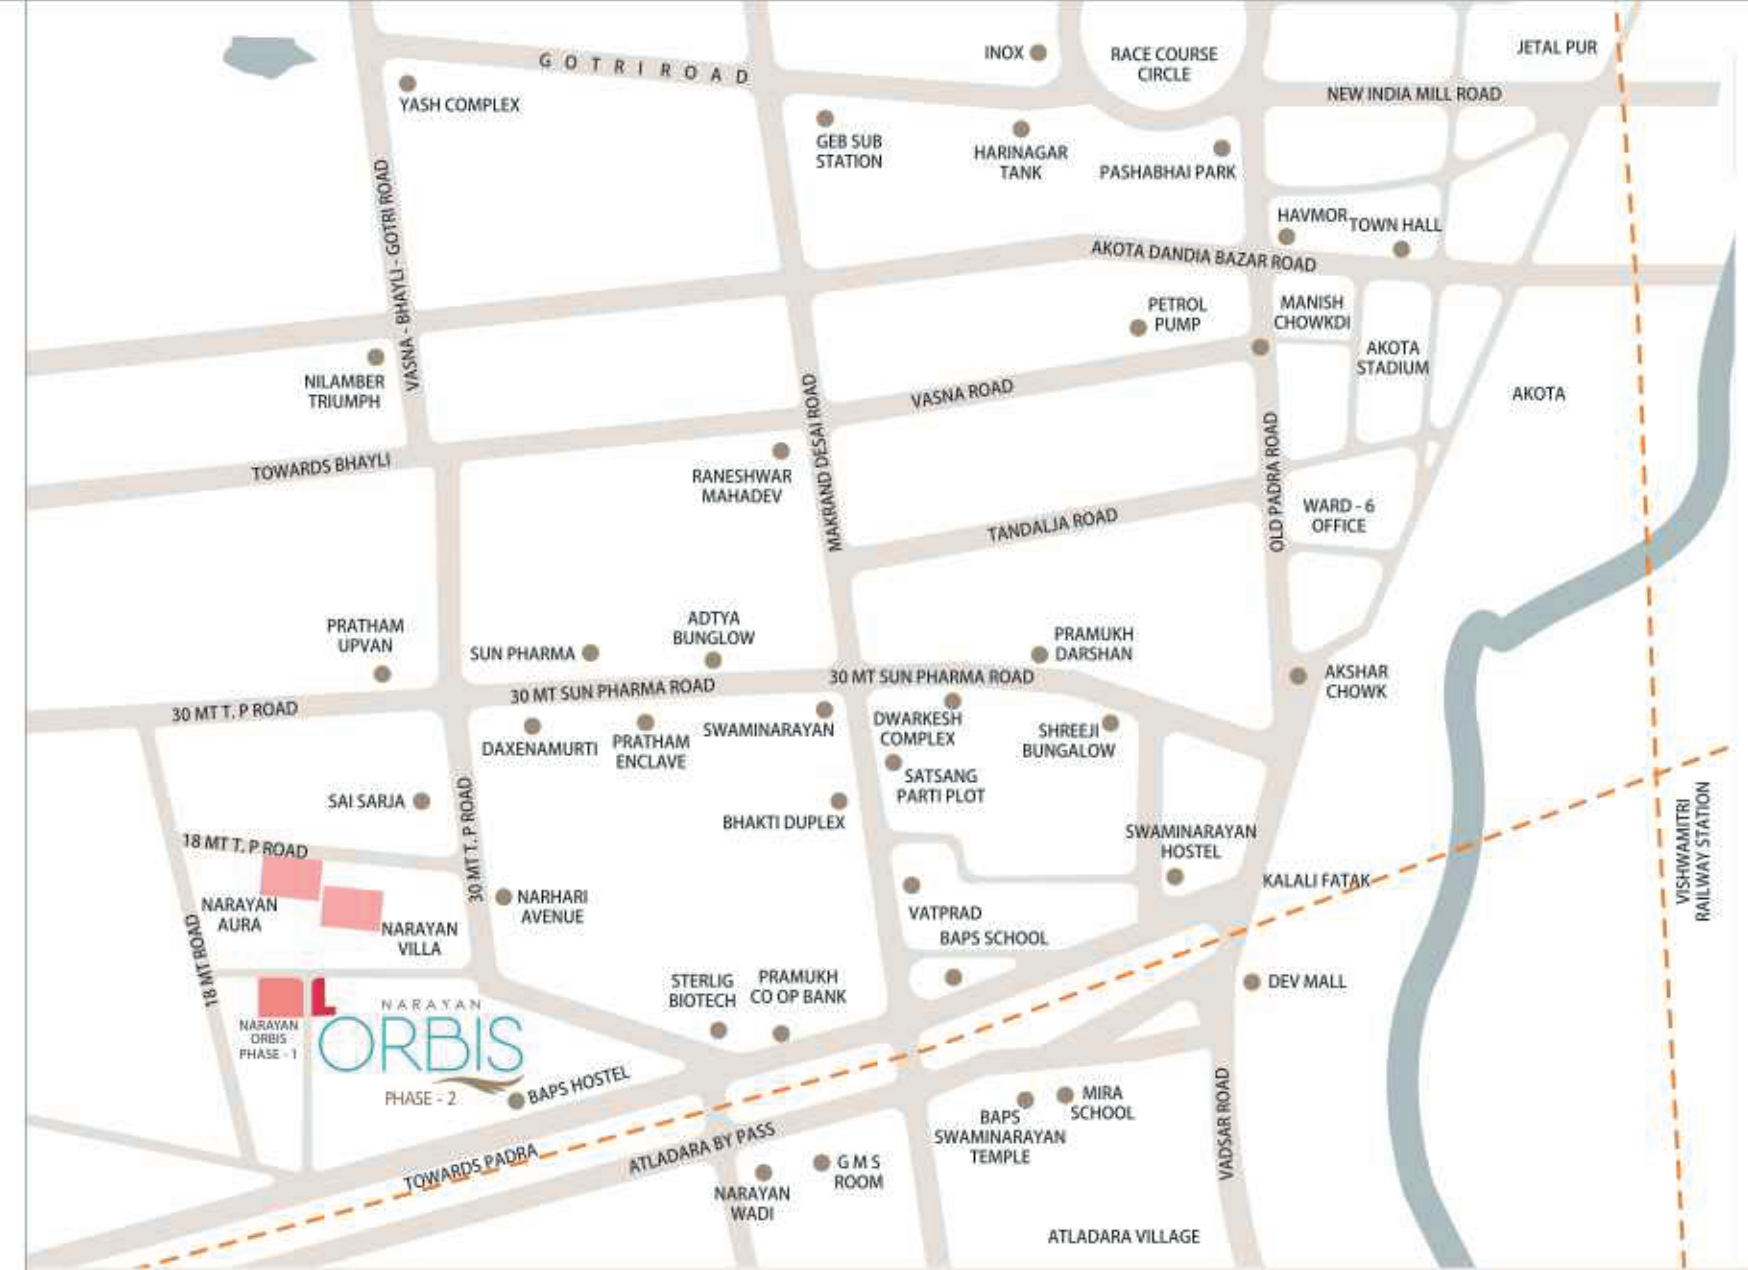 GOTRI ROAD
INOX
RACE COURSE
CIRCLE
JETAL PUR
NEW INDIA MILL ROAD
YASH COMPLEX
GEB SUB
STATION
HARINAGAR
TANK
PASHABHAI PARK
VASNA - BHAYLI - GOTRI ROAD
HAVMOR
TOWN HALL
AKOTA DANDIA BAZAR ROAD
PETROL
PUMP
MANISH
CHOWKDI
AKOTA
STADIUM
AKOTA
NILAMBER
TRIUMPH
VASNA ROAD
MAKRAND DESAI ROAD
OLD PADRA ROAD
TOWARDS BHAYLI
RANESHWAR
MAHADEV
TANDALJA ROAD
WARD - 6
OFFICE
PRATHAM
UPVAN
SUN PHARMA
ADTYA
BUNGLOW
PRAMUKH
DARSHAN
AKSHAR
CHOWK
30 MT T. P ROAD
30 MT SUN PHARMA ROAD
30 MT SUN PHARMA ROAD
DAXENAMURTI
PRATHAM
ENCLAVE
SWAMINARAYAN
DWARKESH
COMPLEX
SHREEJI
BUNGALOW
SATSANG
PARTI PLOT
SAI SARJA
30 MT T. P ROAD
BHAKTI DUPLEX
SWAMINARAYAN
HOSTEL
VISHWAMITRI
RAILWAY STATION
18 MT T. P ROAD
KALALI FATAK
NARAYAN
AURA
NARAYAN
VILLA
NARHARI
AVENUE
VATPRAD
BAPS SCHOOL
18 MT ROAD
STERLIG
BIOTECH
PRAMUKH
CO OP BANK
DEV MALL
NARAYAN
ORBIS
PHASE - 1
NARAYAN
ORBIS
PHASE - 2
BAPS HOSTEL
MIRA
SCHOOL
BAPS
SWAMINARAYAN
TEMPLE
VADSAR ROAD
TOWARDS PADRA
ATLADARA BY PASS
G M S
ROOM
NARAYAN
WADI
ATLADARA VILLAGE